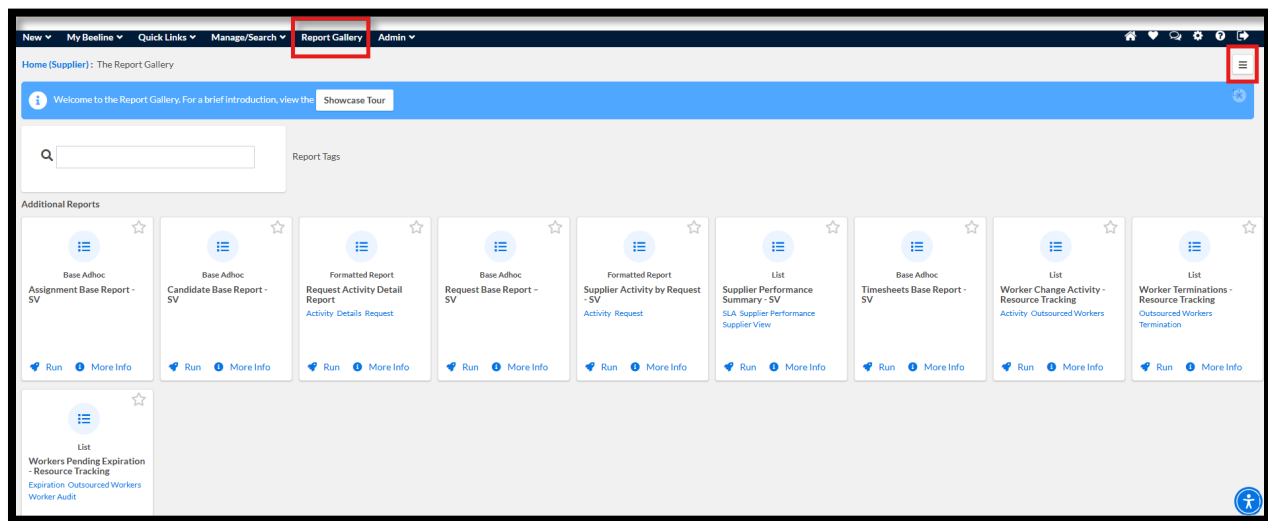 New My Beeline Quick Links Manage/Search Report Gallery Admin
Home (Supplier) : The Report Gallery
Welcome to the Report Gallery. For a brief introduction, view the Showcase Tour
Report Tags
Additional Reports
Base Adhoc
Assignment Base Report -
SV
Run More Info
Base Adhoc
Candidate Base Report -
SV
Run More Info
Formatted Report
Request Activity Detail
Report
Activity Details Request
Run More Info
Base Adhoc
Request Base Report –
SV
Run More Info
Formatted Report
Supplier Activity by Request
- SV
Activity Request
Run More Info
List
Supplier Performance
Summary - SV
SLA Supplier Performance
Supplier View
Run More Info
Base Adhoc
Timesheets Base Report -
SV
Run More Info
List
Worker Change Activity -
Resource Tracking
Activity Outsourced Workers
Run More Info
List
Worker Terminations -
Resource Tracking
Outsourced Workers
Termination
Run More Info
List
Workers Pending Expiration
- Resource Tracking
Expiration Outsourced Workers
Worker Audit